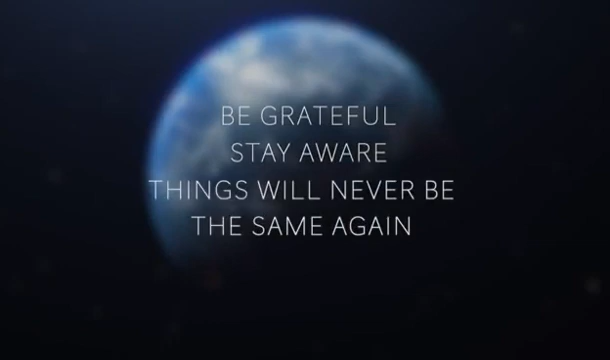 BE GRATEFUL
STAY AWARE
THINGS WILL NEVER BE
THE SAME AGAIN